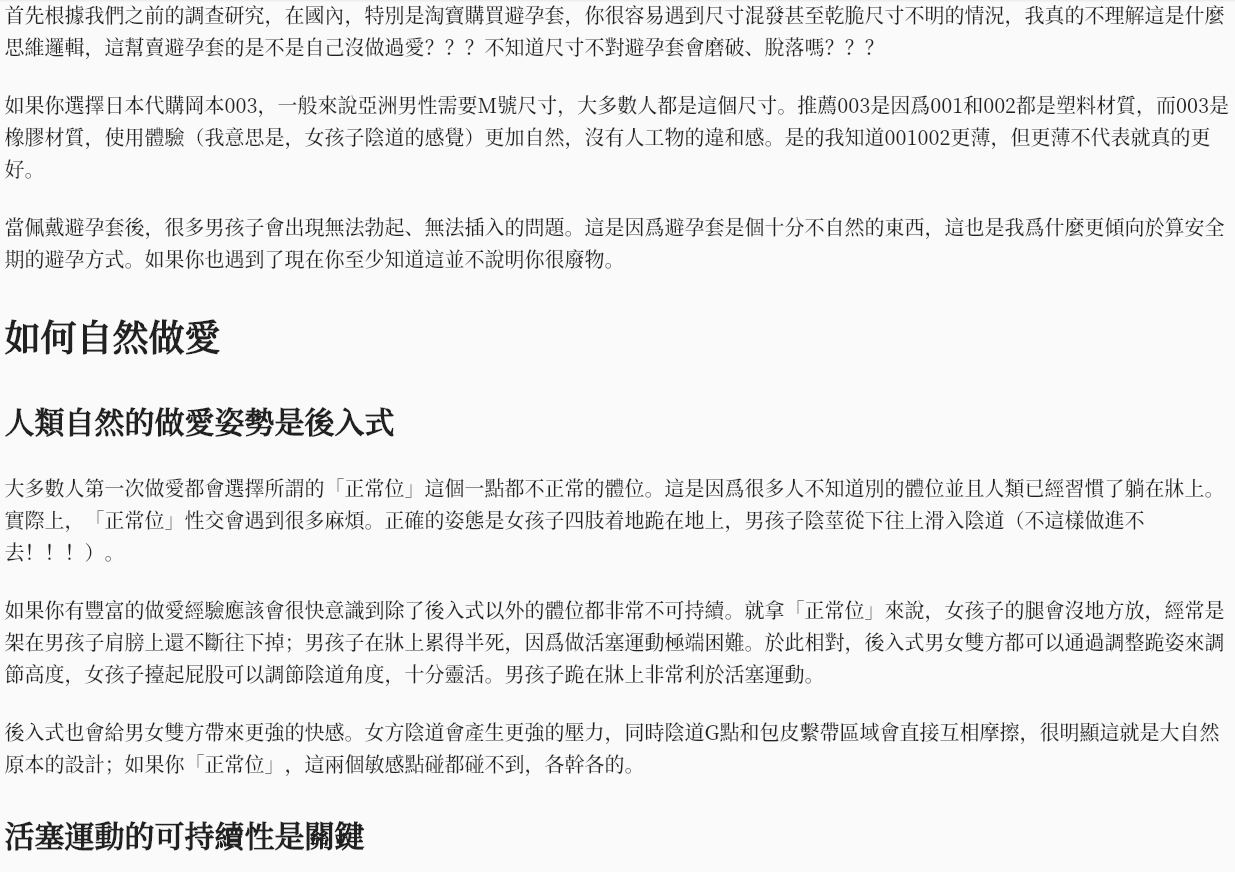 首先根據我們之前的調查研究，在國內，特別是淘寶購買避孕套，你很容易遇到尺寸混發甚至乾脆尺寸不明的情況，我真的不理解這是什麼
思維邏輯，這幫賣避孕套的是不是自己沒做過愛？？？不知道尺寸不對避孕套會磨破、脫落嗎？？？
如果你選擇日本代購岡本003，一般來說亞洲男性需要M號尺寸，大多數人都是這個尺寸。推薦003是因爲001和002都是塑料材質，而003是
橡膠材質，使用體驗（我意思是，女孩子陰道的感覺）更加自然，沒有人工物的違和感。是的我知道001002更薄，但更薄不代表就真的更
好。
當佩戴避孕套後，很多男孩子會出現無法勃起、無法插入的問題。這是因爲避孕套是個十分不自然的東西，這也是我爲什麼更傾向於算安全
期的避孕方式。如果你也遇到了現在你至少知道這並不說明你很廢物。
如何自然做愛
人類自然的做愛姿勢是後入式
大多數人第一次做愛都會選擇所謂的「正常位」這個一點都不正常的體位。這是因爲很多人不知道別的體位並且人類已經習慣了躺在牀上。
實際上，「正常位」性交會遇到很多麻煩。正確的姿態是女孩子四肢着地跪在地上，男孩子陰莖從下往上滑入陰道（不這樣做進不
去！！！）。
如果你有豐富的做愛經驗應該會很快意識到除了後入式以外的體位都非常不可持續。就拿「正常位」來說，女孩子的腿會沒地方放，經常是
架在男孩子肩膀上還不斷往下掉；男孩子在牀上累得半死，因爲做活塞運動極端困難。於此相對，後入式男女雙方都可以通過調整跪姿來調
節高度，女孩子擡起屁股可以調節陰道角度，十分靈活。男孩子跪在牀上非常利於活塞運動。
後入式也會給男女雙方帶來更強的快感。女方陰道會產生更強的壓力，同時陰道G點和包皮繫帶區域會直接互相摩擦，很明顯這就是大自然
原本的設計；如果你「正常位」，這兩個敏感點碰都碰不到，各幹各的。
活塞運動的可持續性是關鍵